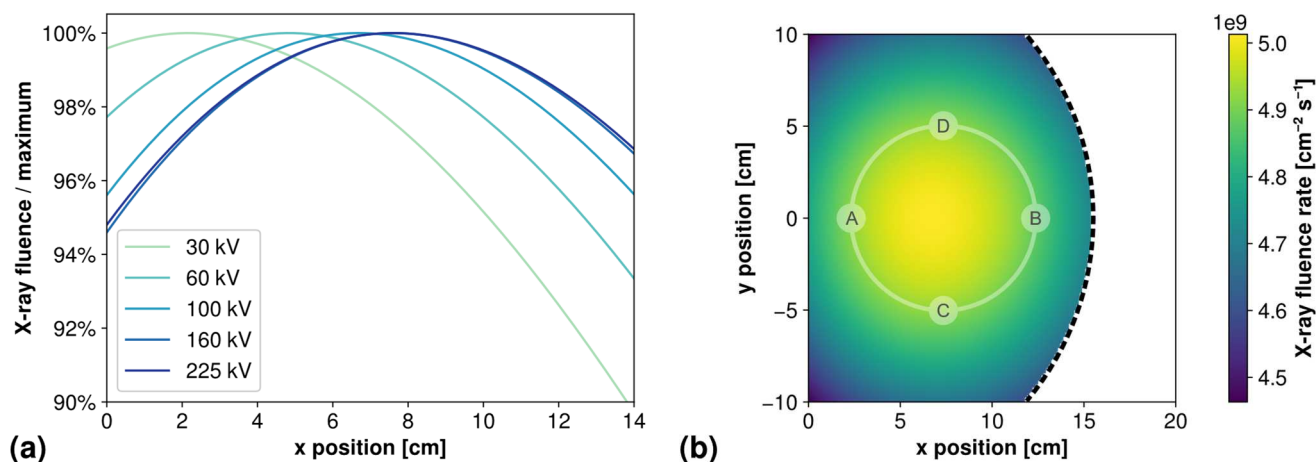 X-ray fluence / maximum
100%
98%
96%
94%
92%
90%
30 kV
60 kV
100 kV
160 kV
225 kV
0 2 4 6 8 10 12 14
x position [cm]
(a)
y position [cm]
10
5
0
−5
−10
D
A B
C
0 5 10 15 20
x position [cm]
(b)
1e9
5.0
4.9
4.8
4.7
4.6
4.5
X-ray fluence rate [cm⁻² s⁻¹]